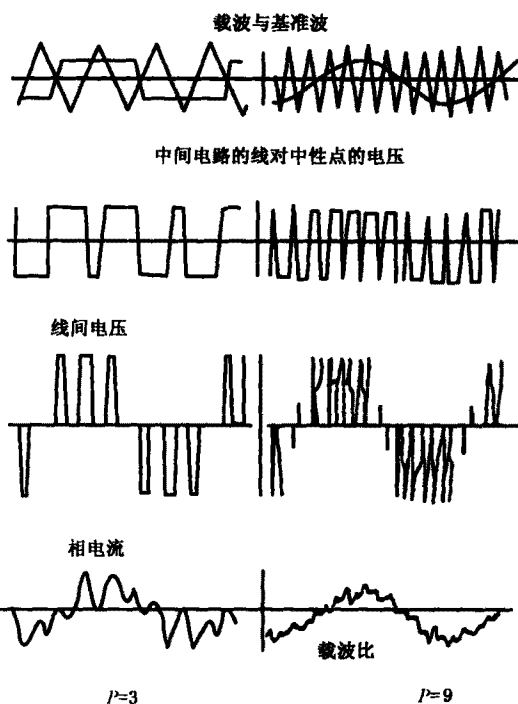 载波与基准波
中间电路的线对中性点的电压
线间电压
相电流
载波比
P=3
P=9